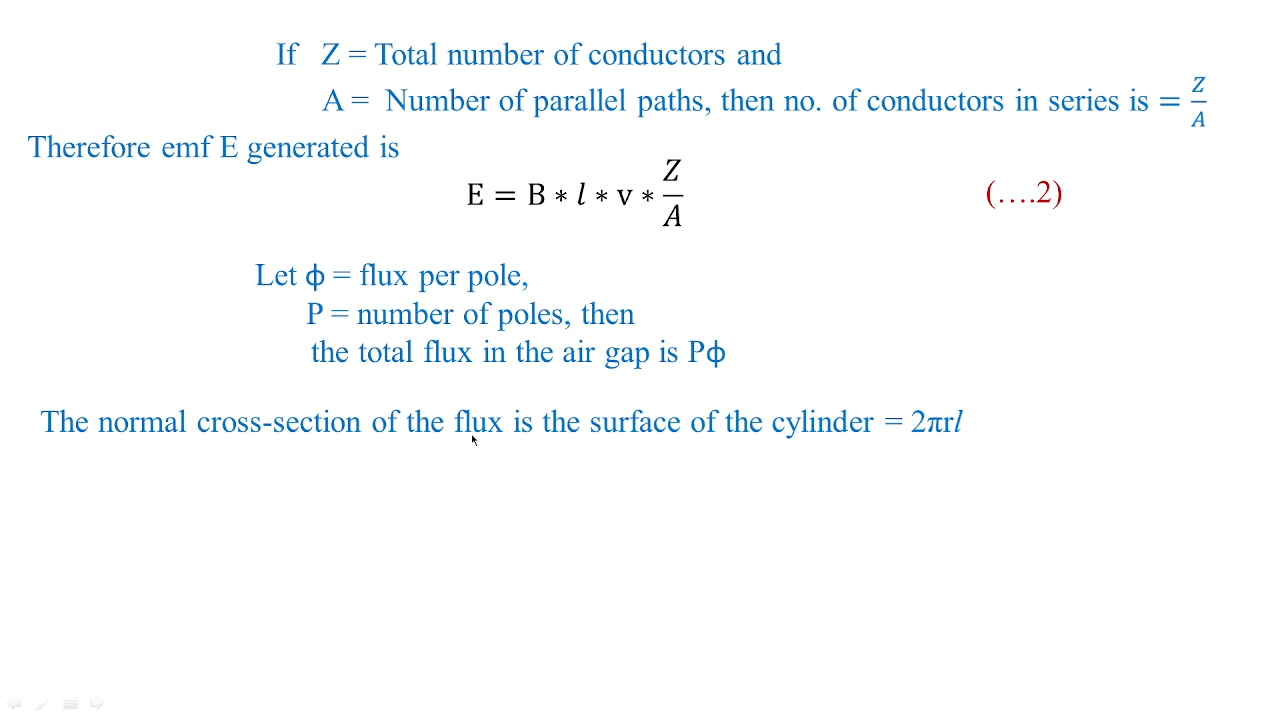 If Z = Total number of conductors and
A = Number of parallel paths, then no. of conductors in series is = Z/A
Therefore emf E generated is
E = B ∗ l ∗ v ∗ Z/A (….2)
Let ϕ = flux per pole,
P = number of poles, then
the total flux in the air gap is Pϕ
The normal cross-section of the flux is the surface of the cylinder = 2πrl